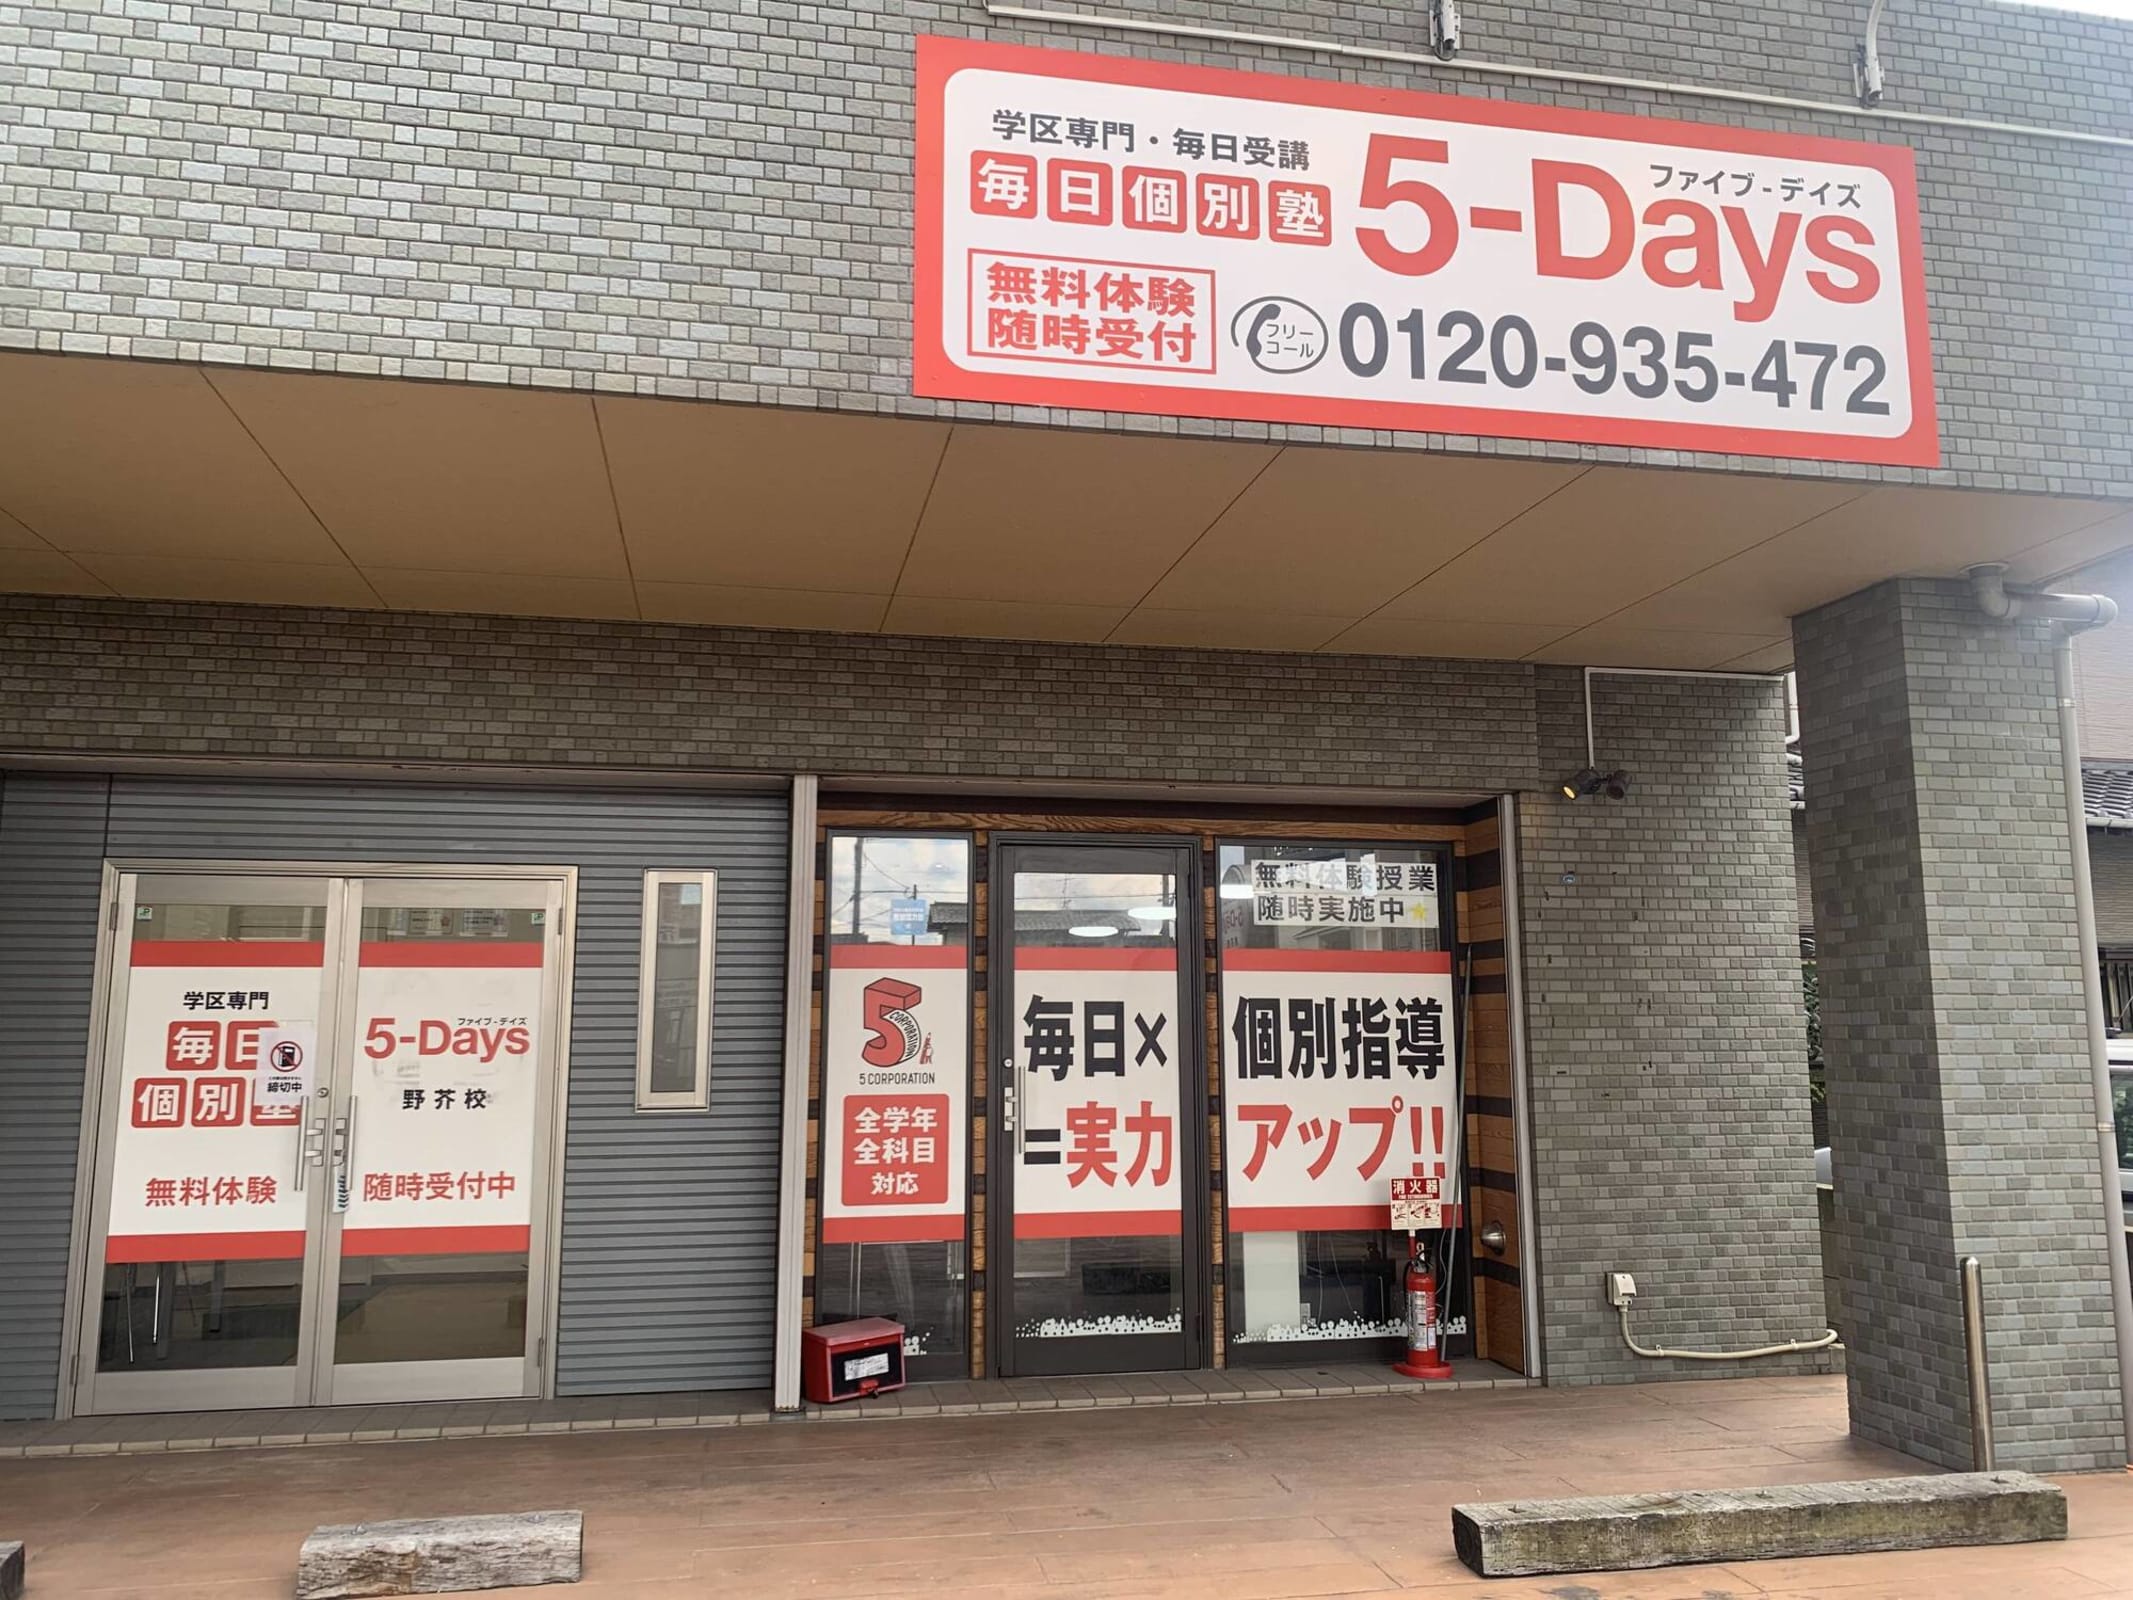 学区専門・毎日受講
毎日個別塾
5-Days
ファイブ-デイズ
無料体験
随時受付
フリー
コール
0120-935-472
学区専門
毎日
個別塾
無料体験
締切中
ファイブ-デイズ
5-Days
野芥校
随時受付中
5
CORPORATION
5 CORPORATION
全学年
全科目
対応
毎日×
個別指導
=実力
アップ!!
無料体験授業
随時実施中
消火器
FIRE EXTINGUISHER